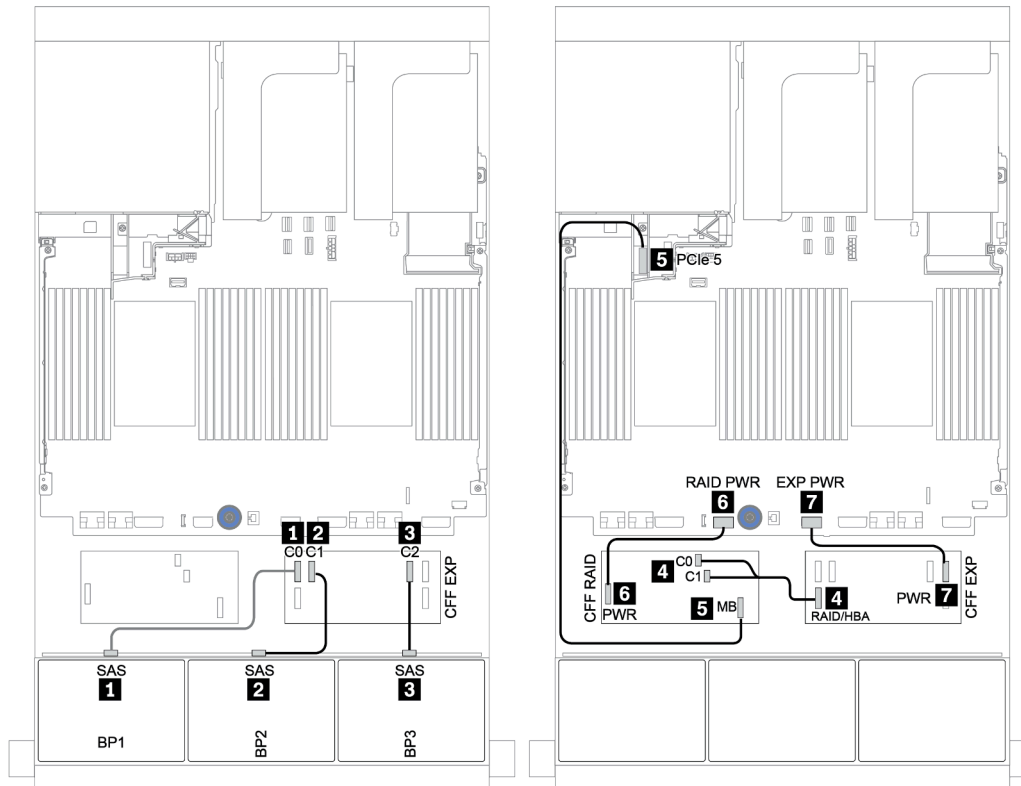 1 2 3
C0 C1 C2
CFF EXP
SAS SAS SAS
1 2 3
BP1 BP2 BP3
5 PCIe 5
RAID PWR EXP PWR
6 7
CFF RAID
4 C0
C1
6
PWR
5 MB
4
RAID/HBA
PWR 7
CFF EXP